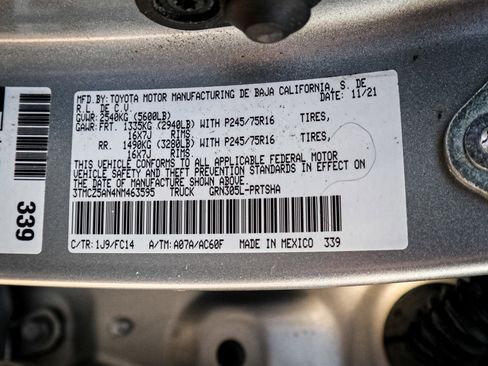 MFD.BY:TOYOTA MOTOR MANUFACTURING DE BAJA CALIFORNIA, S. DE
R.L. DE C.V. DATE: 11/21
GVWR: 2540KG (5600LB)
GAWR: FRT. 1335KG (2940LB) WITH P245/75R16 TIRES,
16X7J RIMS.
RR. 1490KG (3280LB) WITH P245/75R16 TIRES,
16X7J RIMS.
THIS VEHICLE CONFORMS TO ALL APPLICABLE FEDERAL MOTOR
VEHICLE SAFETY AND THEFT PREVENTION STANDARDS IN EFFECT ON
THE DATE OF MANUFACTURE SHOWN ABOVE.
3TMCZ5AN4NM463595 TRUCK GRN305L-PRTSHA
C/TR: 1J9/FC14 A/TM: A07A/AC60F MADE IN MEXICO 339
339